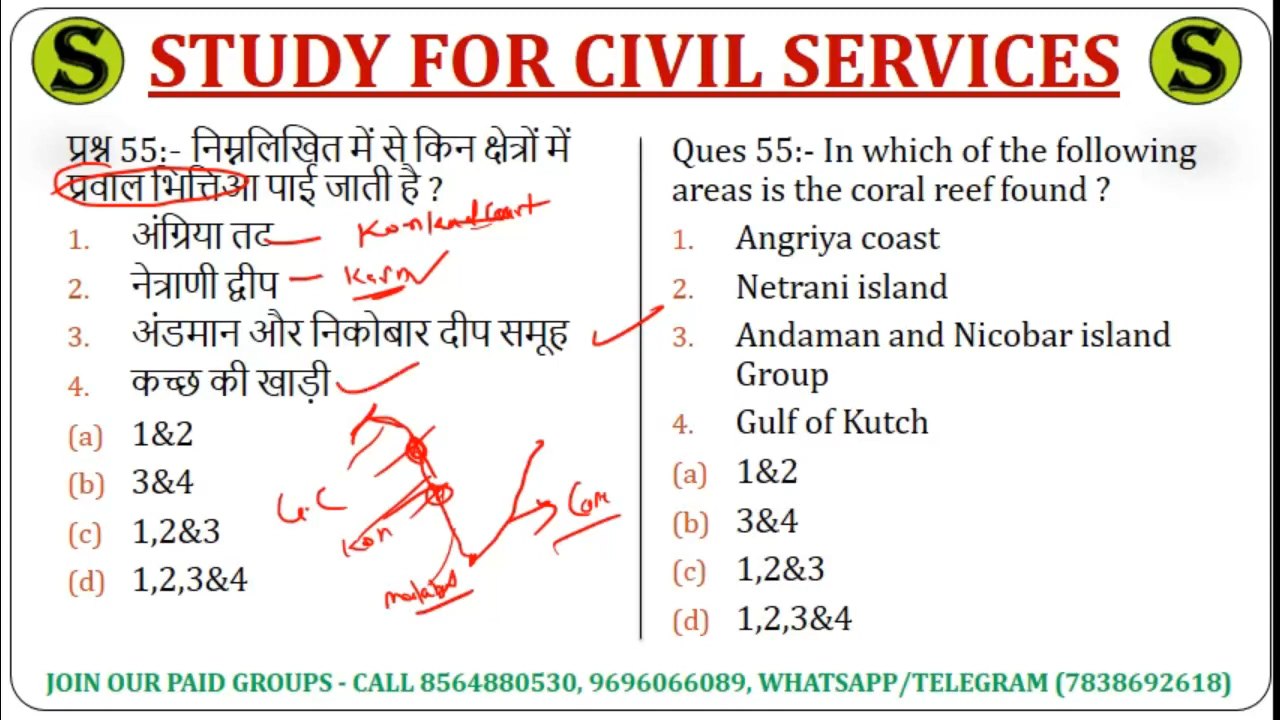 S
STUDY FOR CIVIL SERVICES
S
प्रश्न 55:- निम्नलिखित में से किन क्षेत्रों में
प्रवाल भित्तिआ पाई जाती है ?
1. अंग्रिया तट
2. नेत्राणी द्वीप
3. अंडमान और निकोबार दीप समूह
4. कच्छ की खाड़ी
(a) 1&2
(b) 3&4
(c) 1,2&3
(d) 1,2,3&4
G.C
Kon
Ques 55:- In which of the following
areas is the coral reef found ?
1. Angriya coast
2. Netrani island
3. Andaman and Nicobar island
Group
4. Gulf of Kutch
(a) 1&2
(b) 3&4
(c) 1,2&3
(d) 1,2,3&4
JOIN OUR PAID GROUPS - CALL 8564880530, 9696066089, WHATSAPP/TELEGRAM (7838692618)